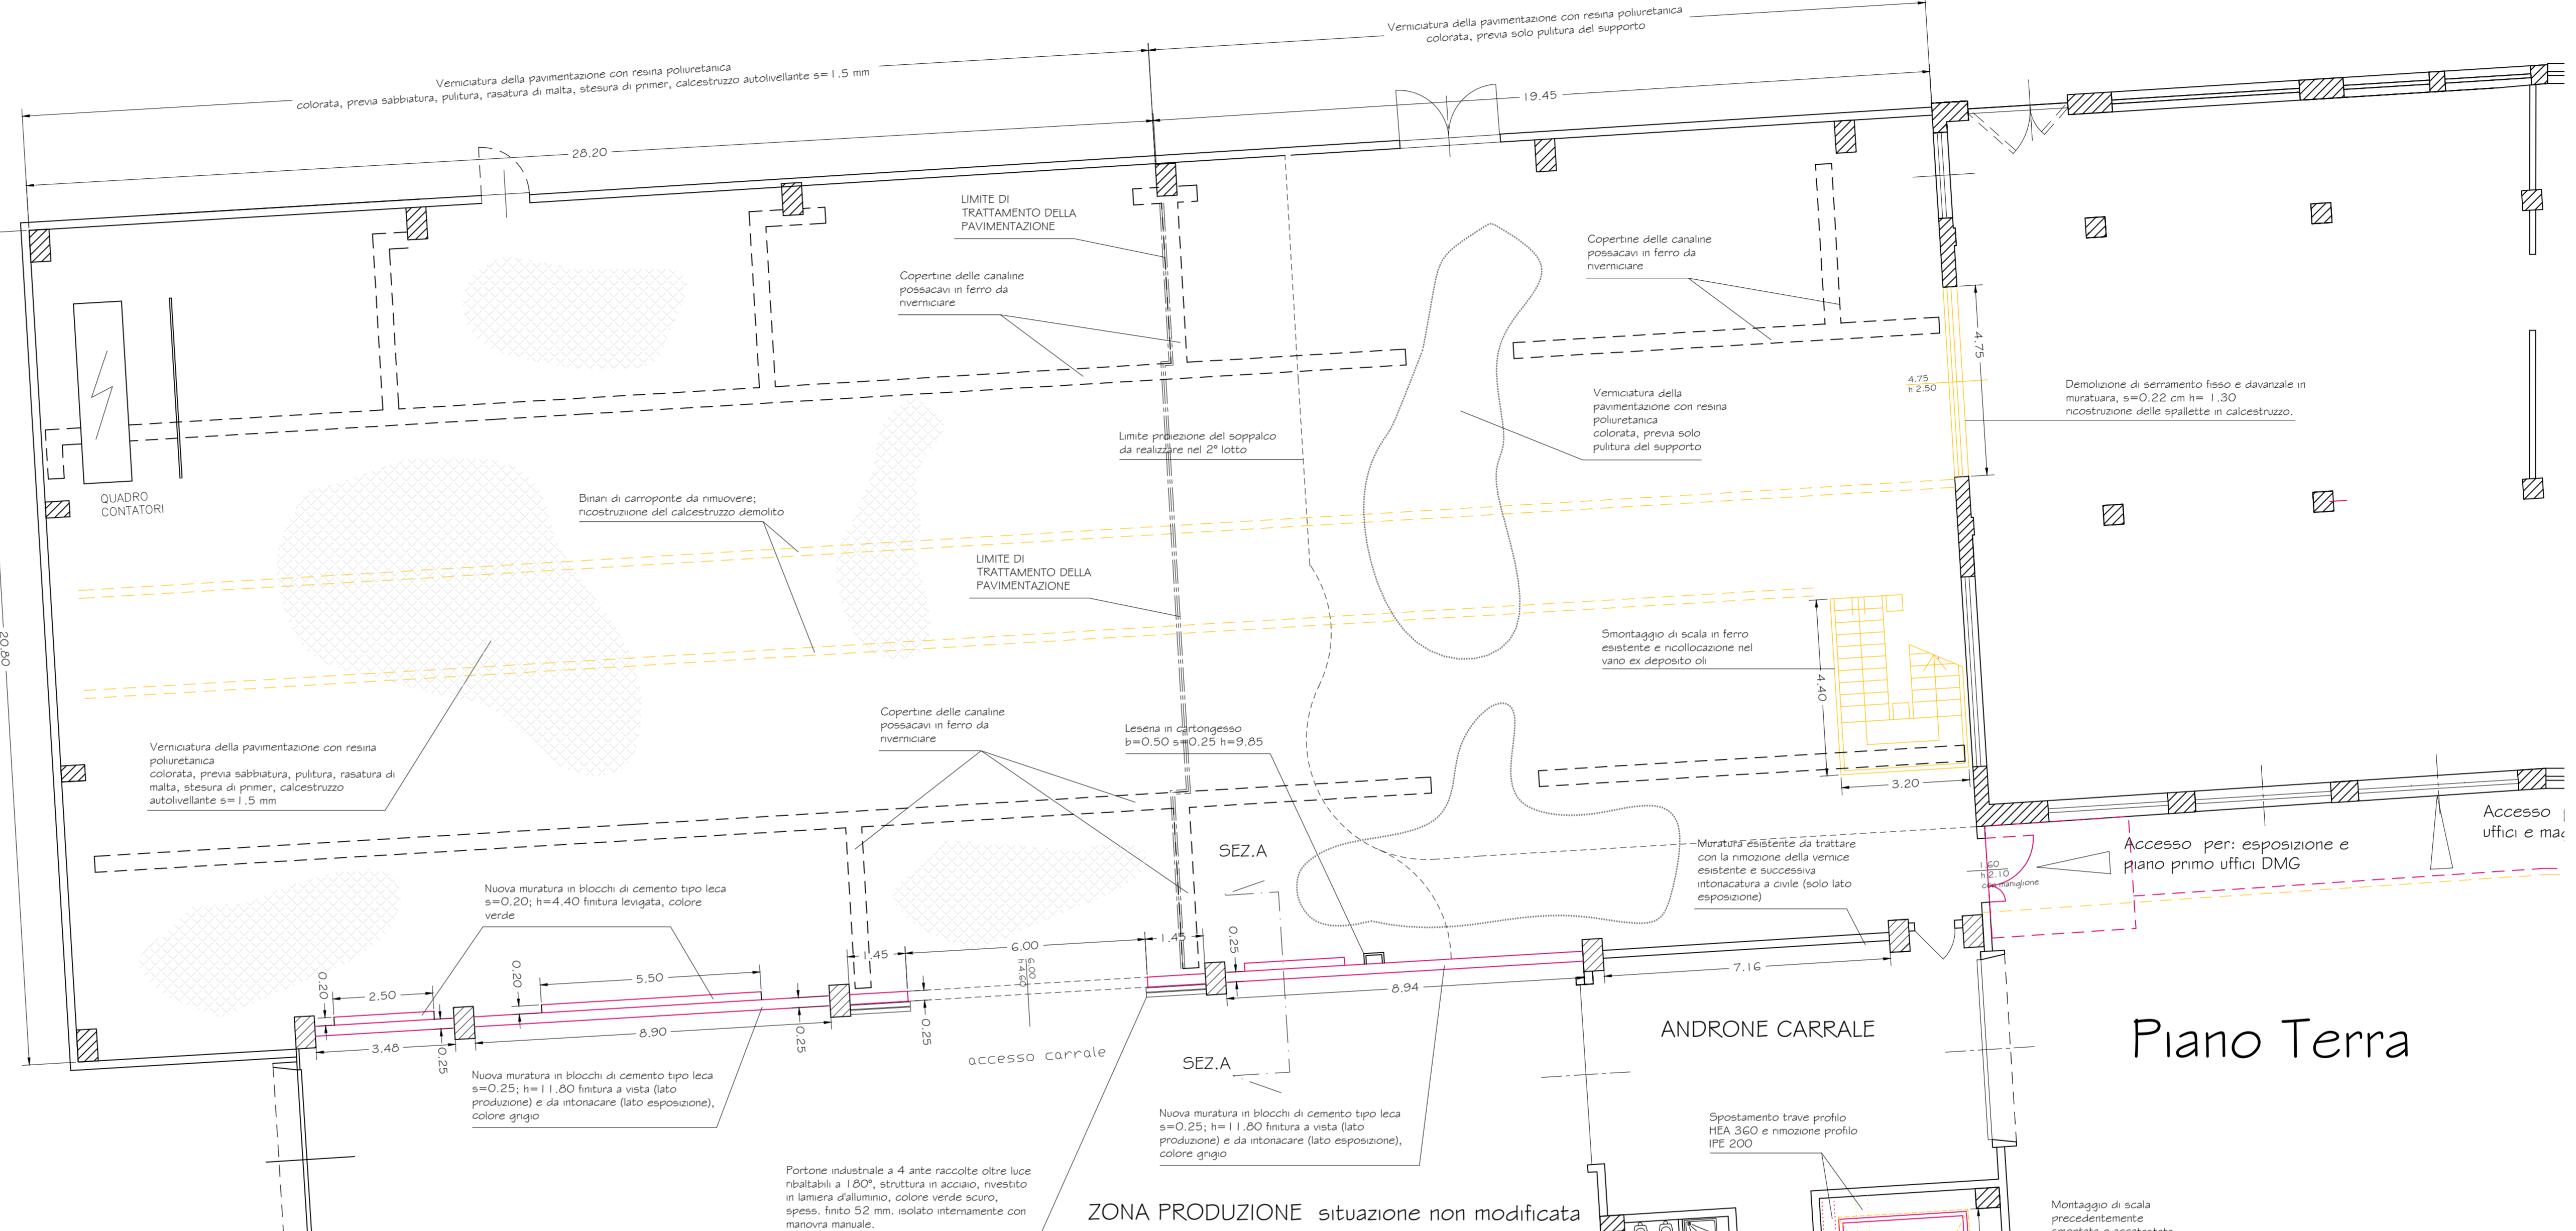 Verniciatura della pavimentazione con resina poliuretanica
colorata, previa solo pulitura del supporto
Verniciatura della pavimentazione con resina poliuretanica
colorata, previa sabbiatura, pulitura, rasatura di malta, stesura di primer, calcestruzzo autolivellante s=1.5 mm
19.45
28.20
LIMITE DI
TRATTAMENTO DELLA
PAVIMENTAZIONE
Copertine delle canaline
possacavi in ferro da
riverniciare
Copertine delle canaline
possacavi in ferro da
riverniciare
4.75
4.75
h 2.50
Demolizione di serramento fisso e davanzale in
muratuara, s=0.22 cm h= 1.30
ricostruzione delle spallette in calcestruzzo.
Verniciatura della
pavimentazione con resina
poliuretanica
colorata, previa solo
pulitura del supporto
Limite proiezione del soppalco
da realizzare nel 2° lotto
QUADRO
CONTATORI
Binari di carroponte da rimuovere;
ricostruzione del calcestruzzo demolito
LIMITE DI
TRATTAMENTO DELLA
PAVIMENTAZIONE
20.80
Smontaggio di scala in ferro
esistente e ricollocazione nel
vano ex deposito oli
4.40
3.20
Copertine delle canaline
possacavi in ferro da
riverniciare
Lesena in cartongesso
b=0.50 s=0.25 h=9.85
Verniciatura della pavimentazione con resina
poliuretanica
colorata, previa sabbiatura, pulitura, rasatura di
malta, stesura di primer, calcestruzzo
autolivellante s=1.5 mm
Accesso
uffici e
Accesso per: esposizione e
piano primo uffici DMG
1.60
h 2.10
con maniglione
SEZ.A
Muratura esistente da trattare
con la rimozione della vernice
esistente e successiva
intonacatura a civile (solo lato
esposizione)
Nuova muratura in blocchi di cemento tipo leca
s=0.20; h=4.40 finitura levigata, colore
verde
0.20
2.50
0.20
5.50
1.45
6.00
1.45
0.25
6.00
h4.60
7.16
8.94
3.48
0.25
8.90
0.25
0.25
accesso carrale
SEZ.A
ANDRONE CARRALE
Piano Terra
Nuova muratura in blocchi di cemento tipo leca
s=0.25; h=11.80 finitura a vista (lato
produzione) e da intonacare (lato esposizione),
colore grigio
Nuova muratura in blocchi di cemento tipo leca
s=0.25; h=11.80 finitura a vista (lato
produzione) e da intonacare (lato esposizione),
colore grigio
Spostamento trave profilo
HEA 360 e rimozione profilo
IPE 200
Portone industriale a 4 ante raccolte oltre luce
ribaltabili a 180°, struttura in acciaio, rivestito
in lamiera d'alluminio, colore verde scuro,
spess. finito 52 mm. isolato internamente con
manovra manuale.
ZONA PRODUZIONE situazione non modificata
Montaggio di scala
precedentemente